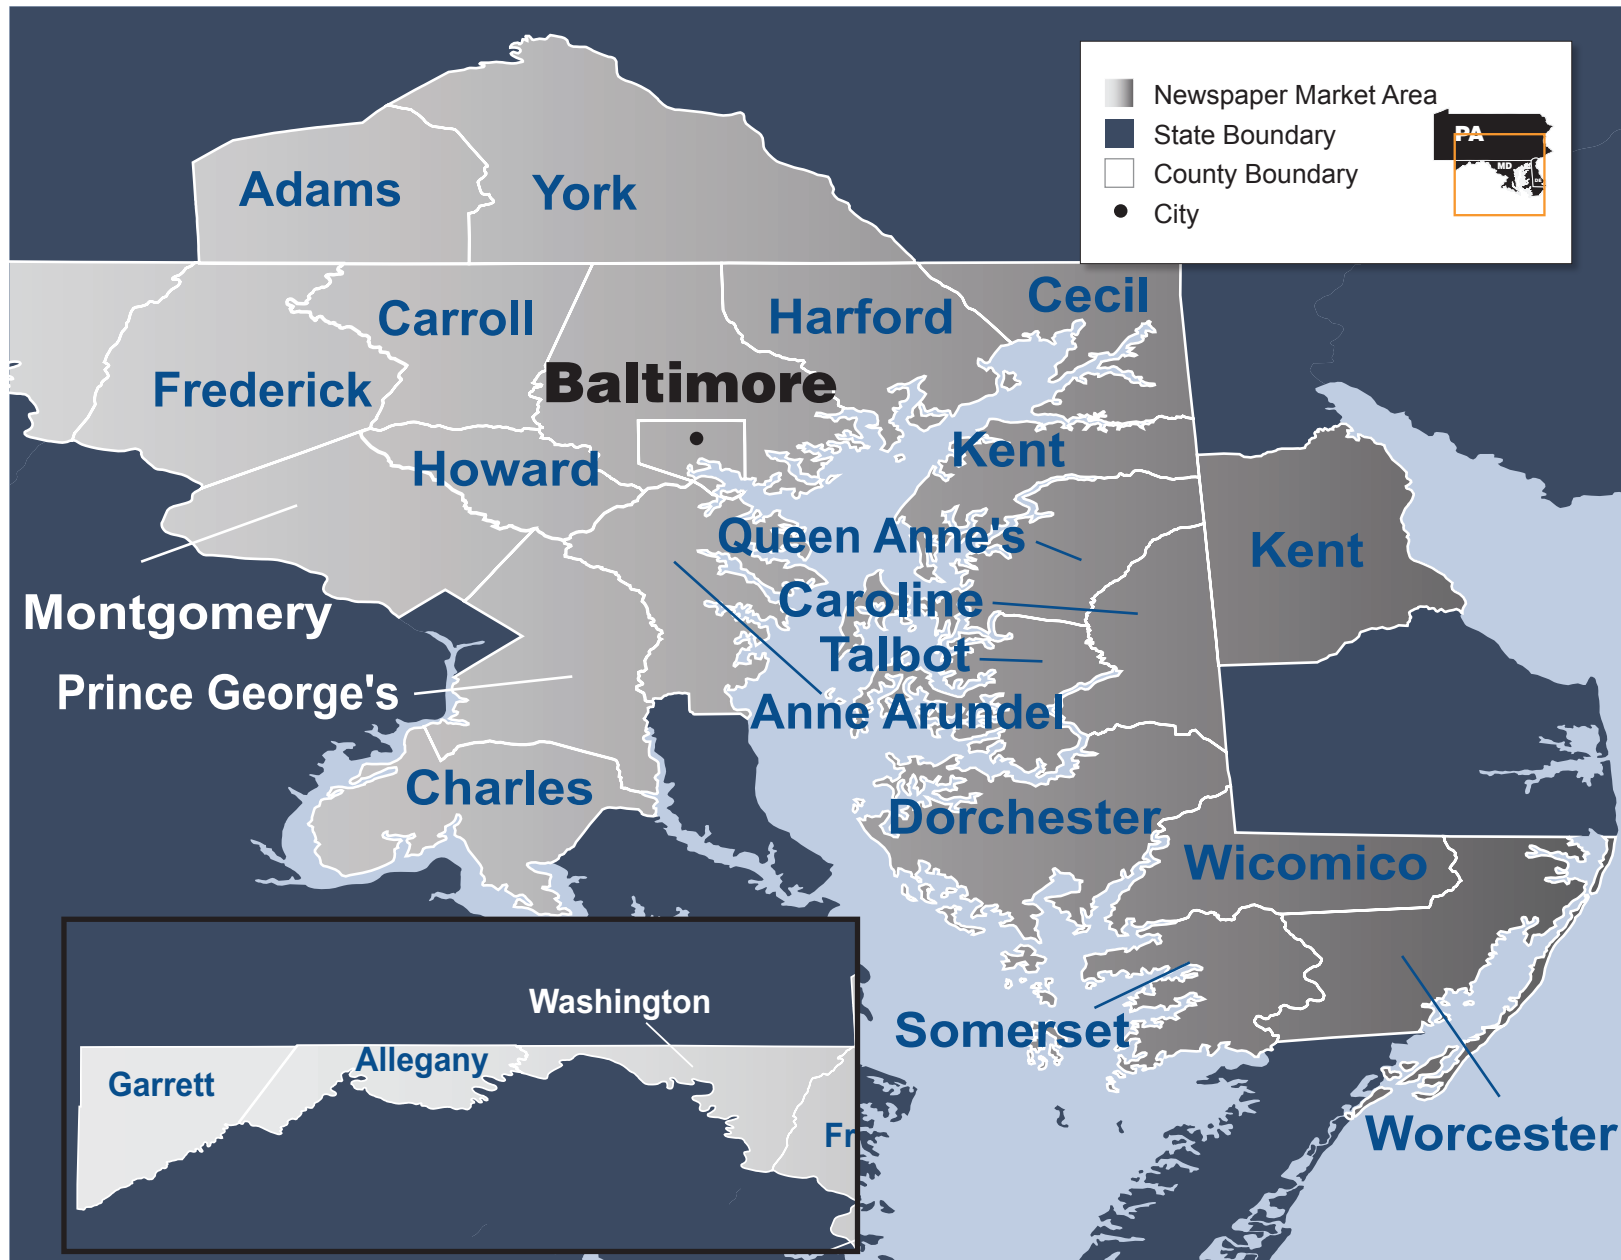 Newspaper Market Area
State Boundary
County Boundary
City
PA
MD
DE
Adams
York
Carroll
Harford
Cecil
Frederick
Baltimore
Howard
Kent
Queen Anne's
Kent
Caroline
Montgomery
Talbot
Prince George's
Anne Arundel
Charles
Dorchester
Wicomico
Washington
Somerset
Allegany
Garrett
Fr
Worcester